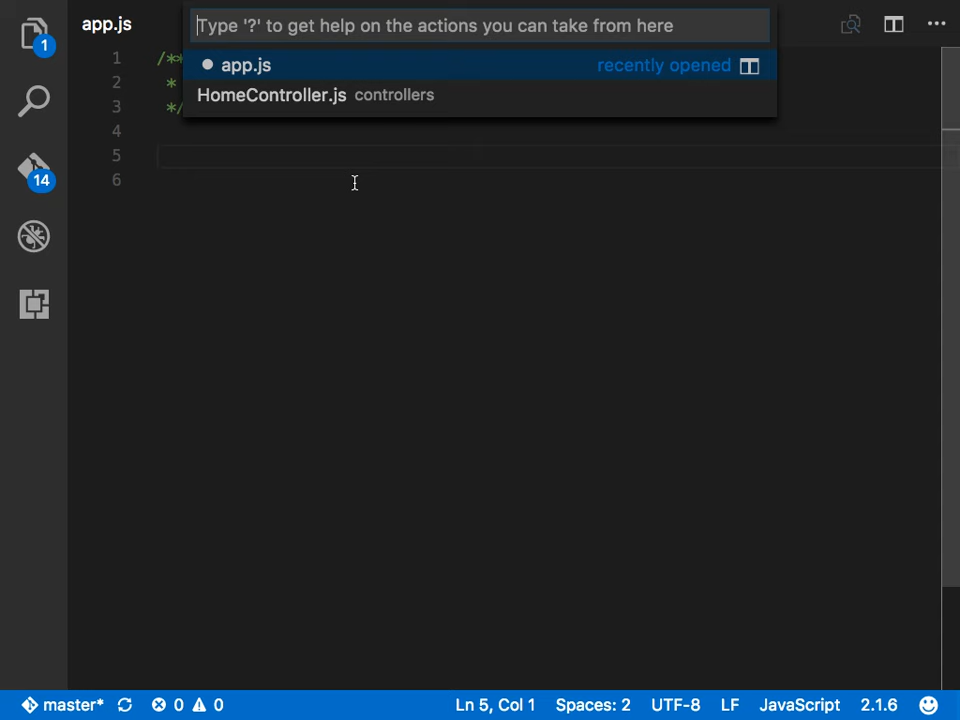 app.js
Type '?' to get help on the actions you can take from here
app.js recently opened
HomeController.js controllers
1 /**
2 *
3 */
4
5
6
1
14
master* 0 0 Ln 5, Col 1 Spaces: 2 UTF-8 LF JavaScript 2.1.6